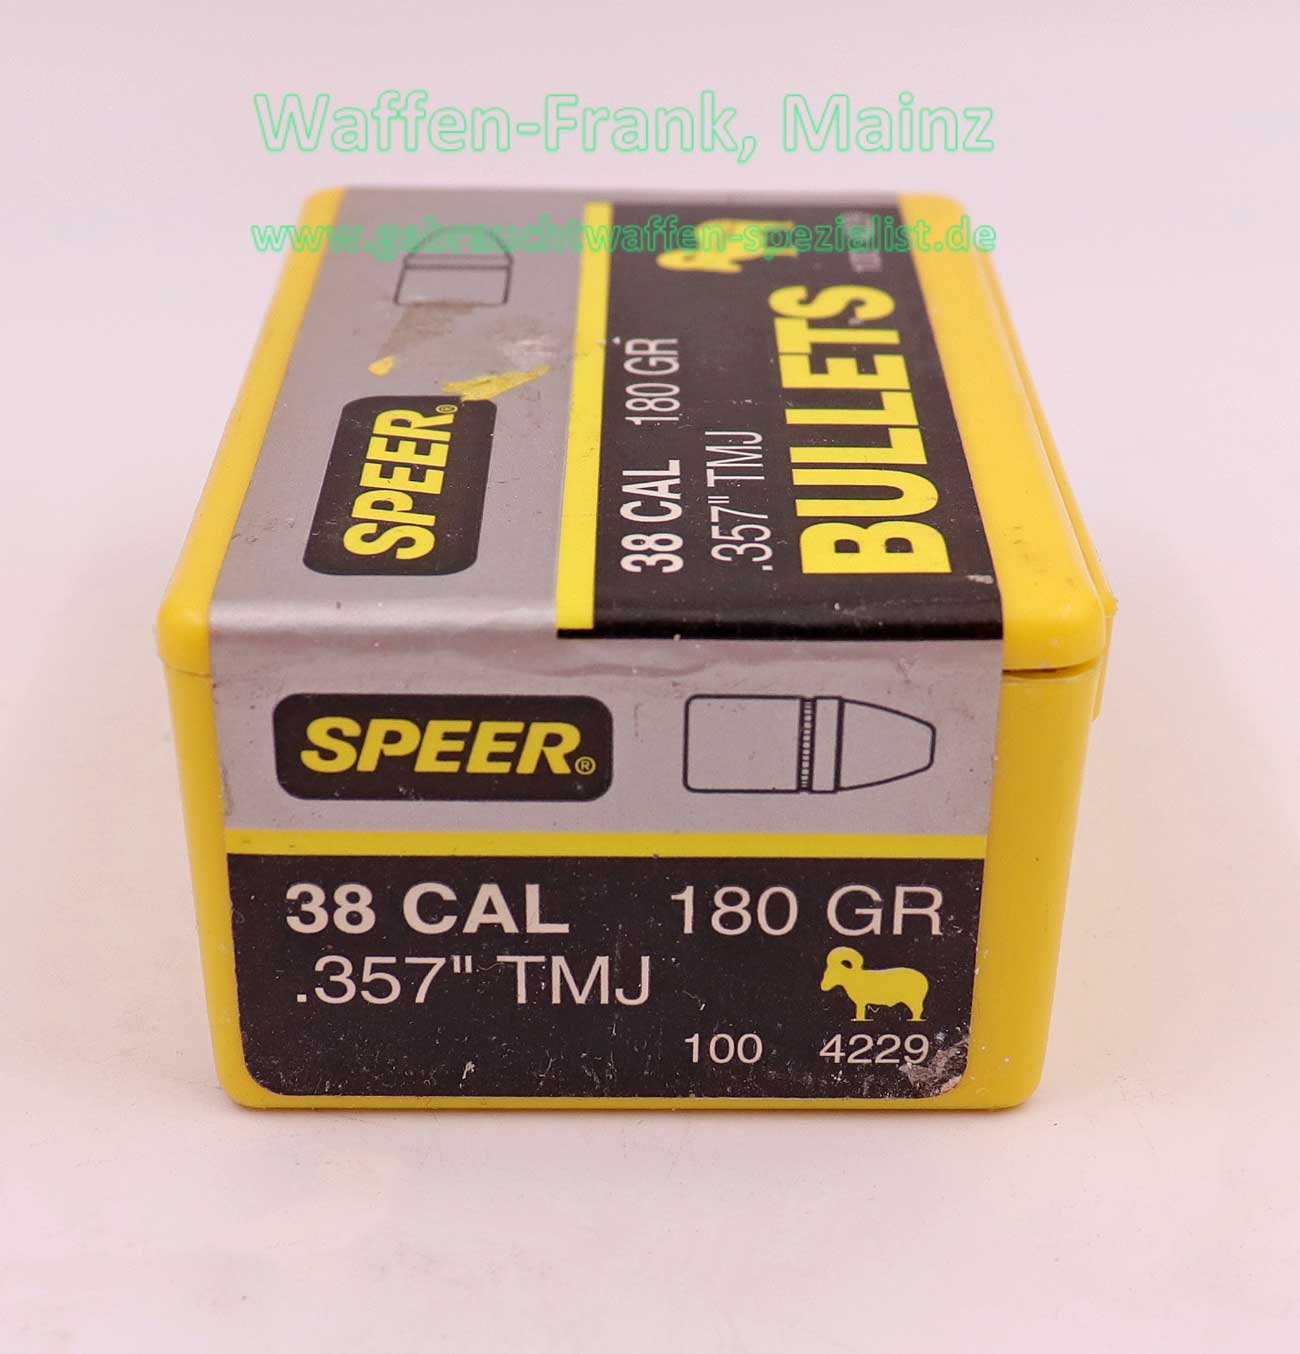 Waffen-Frank, Mainz
www.gebrauchtwaffen-spezialist.de
SPEER®
38 CAL 180 GR
.357" TMJ
BULLETS
SPEER®
38 CAL 180 GR
.357" TMJ
100 4229